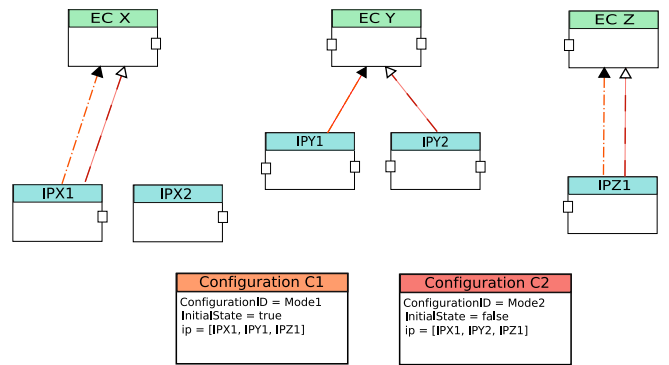 EC X
EC Y
EC Z
IPY1
IPY2
IPX1
IPX2
IPZ1
Configuration C1
ConfigurationID = Mode1
InitialState = true
ip = [IPX1, IPY1, IPZ1]
Configuration C2
ConfigurationID = Mode2
InitialState = false
ip = [IPX1, IPY2, IPZ1]